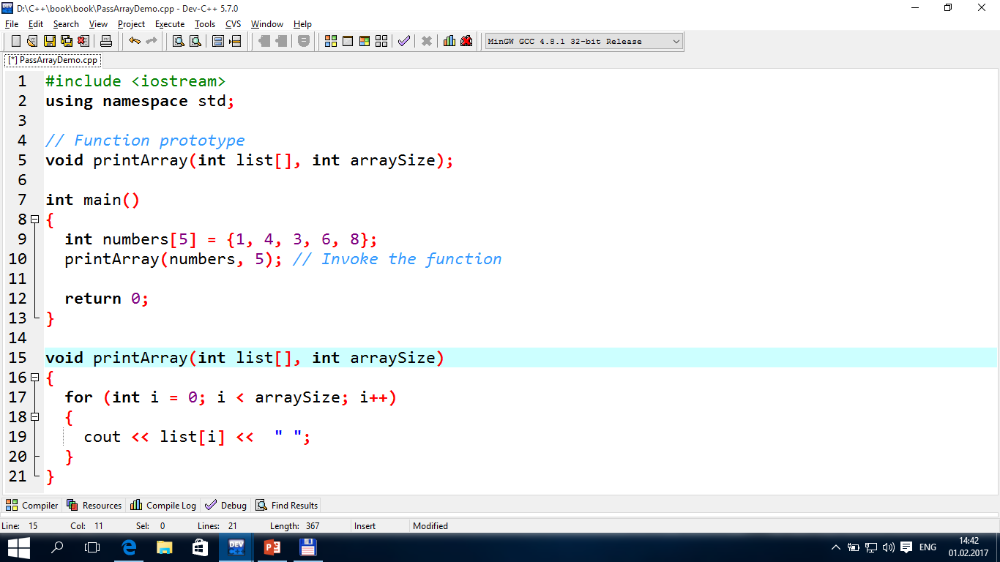 D:\C++\book\book\PassArrayDemo.cpp - Dev-C++ 5.7.0
File Edit Search View Project Execute Tools CVS Window Help
MinGW GCC 4.8.1 32-bit Release
[*] PassArrayDemo.cpp
1 #include <iostream>
2 using namespace std;
3
4 // Function prototype
5 void printArray(int list[], int arraySize);
6
7 int main()
8 {
9   int numbers[5] = {1, 4, 3, 6, 8};
10   printArray(numbers, 5); // Invoke the function
11
12   return 0;
13 }
14
15 void printArray(int list[], int arraySize)
16 {
17   for (int i = 0; i < arraySize; i++)
18   {
19     cout << list[i] <<  " ";
20   }
21 }
Compiler Resources Compile Log Debug Find Results
Line: 15 Col: 11 Sel: 0 Lines: 21 Length: 367 Insert Modified
DEV P ENG 14:42
01.02.2017